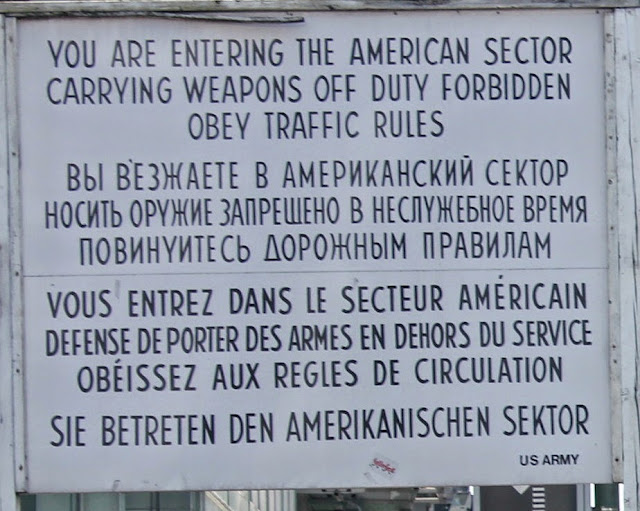 YOU ARE ENTERING THE AMERICAN SECTOR
CARRYING WEAPONS OFF DUTY FORBIDDEN
OBEY TRAFFIC RULES
ВЫ В'ЕЗЖАЕТЕ В АМЕРИКАНСКИЙ СЕКТОР
НОСИТЬ ОРУЖИЕ ЗАПРЕЩЕНО В НЕСЛУЖЕБНОЕ ВРЕМЯ
ПОВИНУИТЕСЬ ДОРОЖНЫМ ПРАВИЛАМ
VOUS ENTREZ DANS LE SECTEUR AMÉRICAIN
DEFENSE DE PORTER DES ARMES EN DEHORS DU SERVICE
OBÉISSEZ AUX REGLES DE CIRCULATION
SIE BETRETEN DEN AMERIKANISCHEN SEKTOR
US ARMY